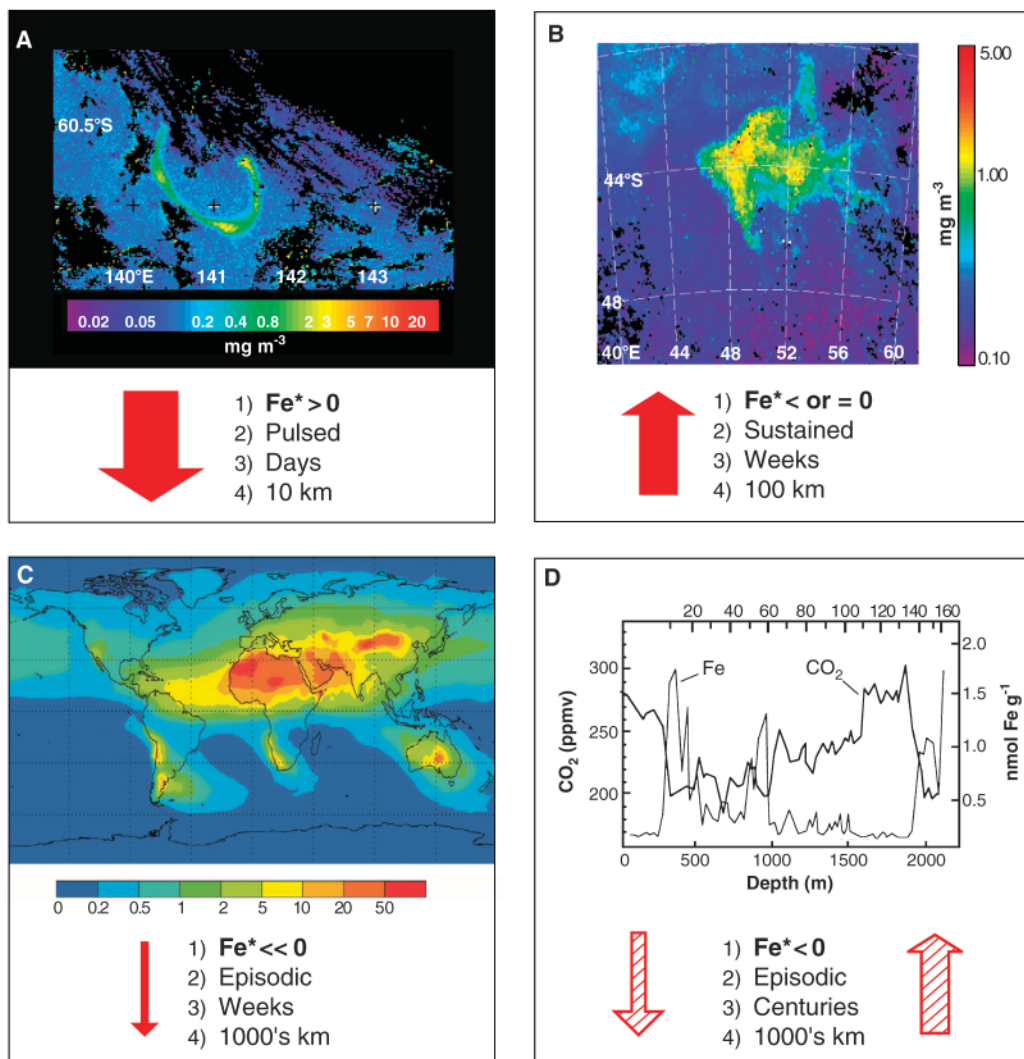 A
60.5°S
140°E 141 142 143
0.02 0.05 0.2 0.4 0.8 2 3 5 7 10 20
mg m-3
1) Fe* > 0
2) Pulsed
3) Days
4) 10 km
B
44°S
48
40°E 44 48 52 56 60
5.00
1.00
0.10
mg m-3
1) Fe* < or = 0
2) Sustained
3) Weeks
4) 100 km
C
0 0.2 0.5 1 2 5 10 20 50
1) Fe* << 0
2) Episodic
3) Weeks
4) 1000's km
D
20 40 60 80 100 120 140 160
300
250
200
CO2 (ppmv)
Fe
CO2
2.0
1.5
1.0
0.5
nmol Fe g-1
0 500 1000 1500 2000
Depth (m)
1) Fe* < 0
2) Episodic
3) Centuries
4) 1000's km